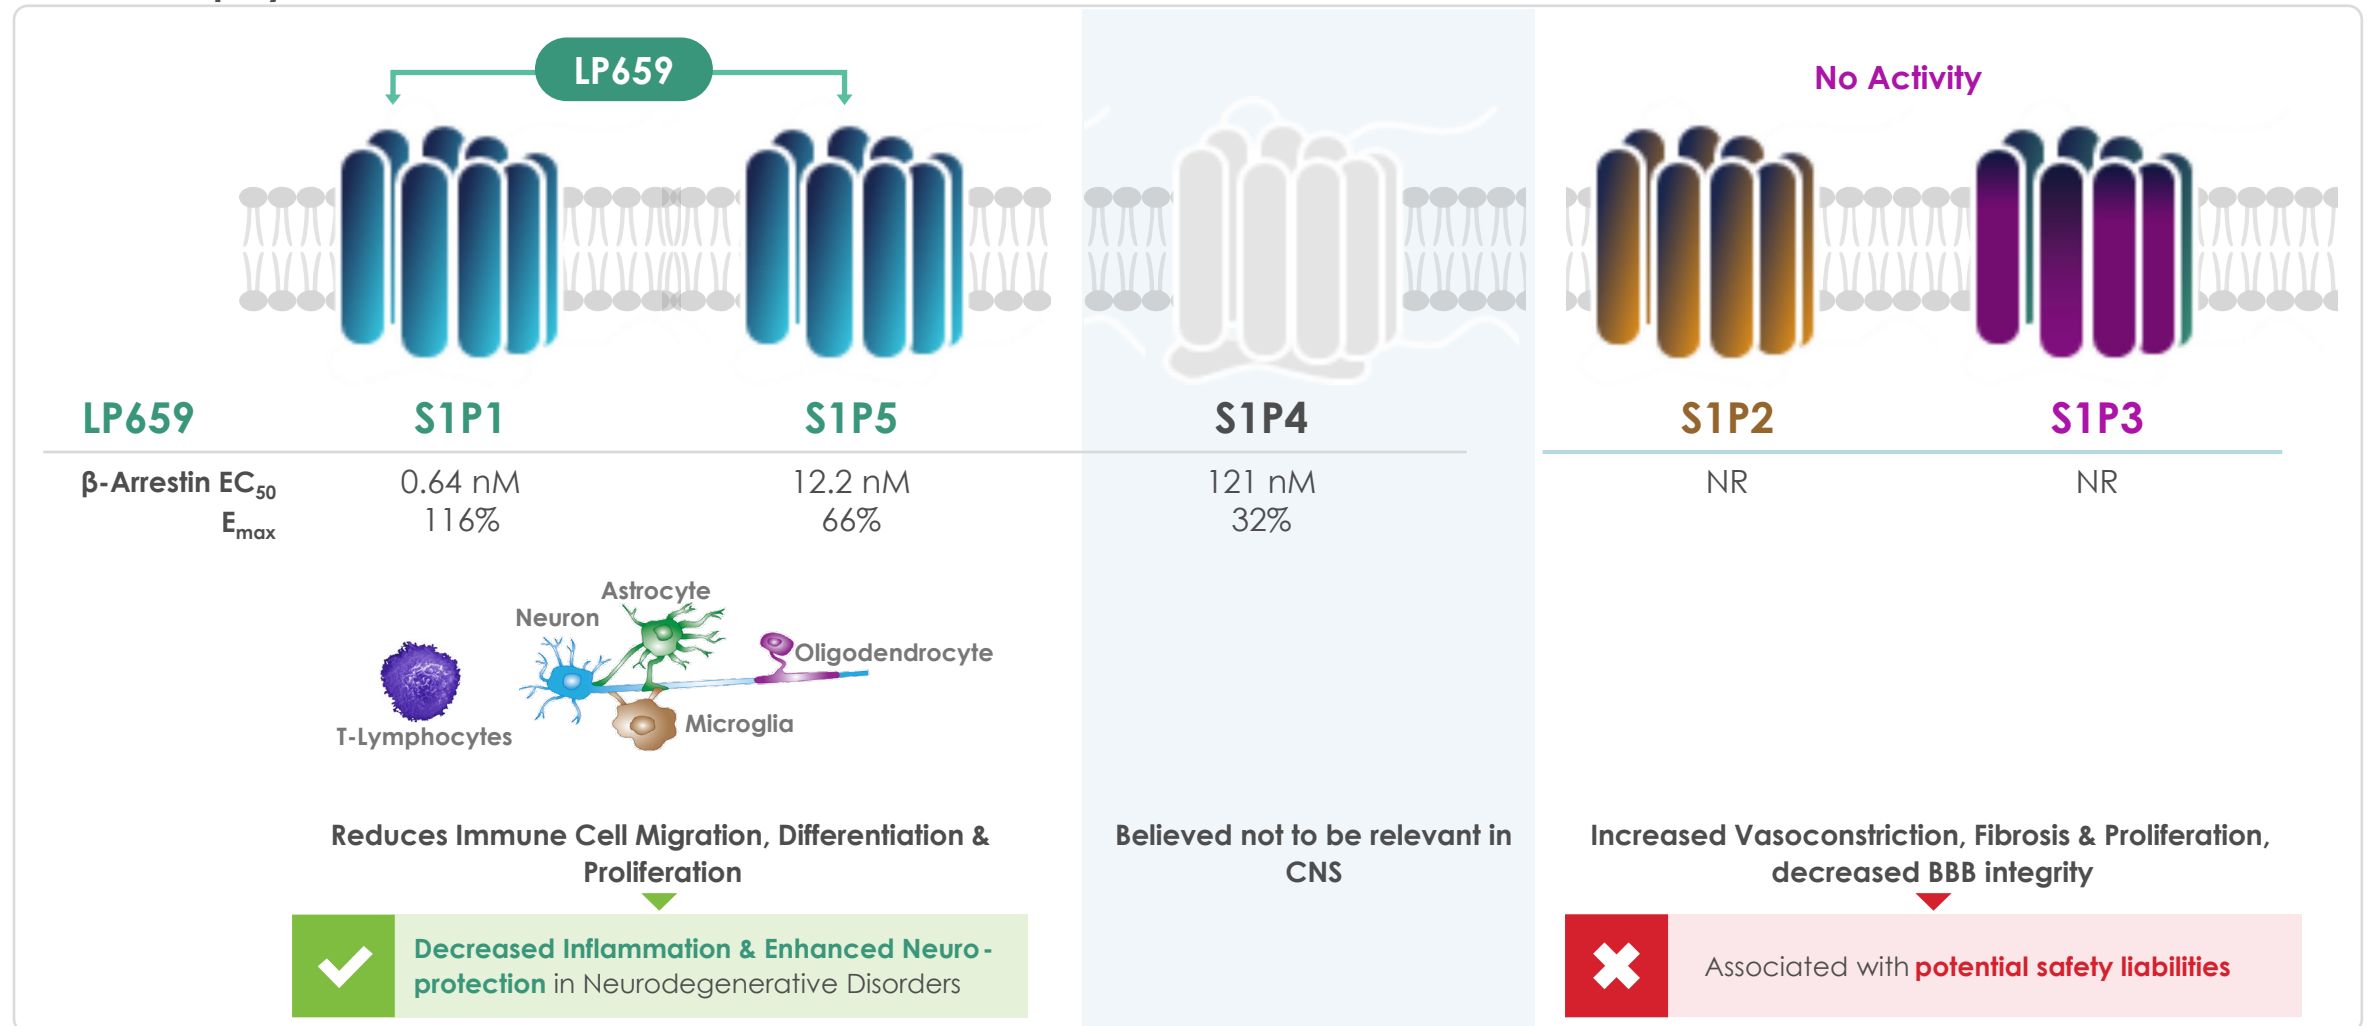 LP659
No Activity
LP659 S1P1 S1P5 S1P4 S1P2 S1P3
β-Arrestin EC50 0.64 nM 12.2 nM 121 nM NR NR
Emax 116% 66% 32%
Astrocyte
Neuron
Oligodendrocyte
Microglia
T-Lymphocytes
Reduces Immune Cell Migration, Differentiation &
Proliferation
Decreased Inflammation & Enhanced Neuro-
protection in Neurodegenerative Disorders
Believed not to be relevant in
CNS
Increased Vasoconstriction, Fibrosis & Proliferation,
decreased BBB integrity
Associated with potential safety liabilities